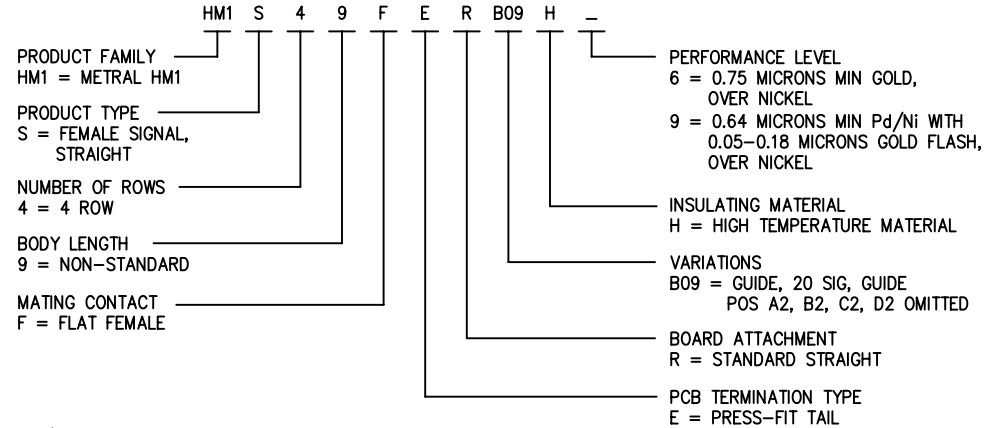 HM1 S 4 9 F E R B09 H _
PRODUCT FAMILY
HM1 = METRAL HM1
PRODUCT TYPE
S = FEMALE SIGNAL,
STRAIGHT
NUMBER OF ROWS
4 = 4 ROW
BODY LENGTH
9 = NON-STANDARD
MATING CONTACT
F = FLAT FEMALE
PERFORMANCE LEVEL
6 = 0.75 MICRONS MIN GOLD,
OVER NICKEL
9 = 0.64 MICRONS MIN Pd/Ni WITH
0.05-0.18 MICRONS GOLD FLASH,
OVER NICKEL
INSULATING MATERIAL
H = HIGH TEMPERATURE MATERIAL
VARIATIONS
B09 = GUIDE, 20 SIG, GUIDE
POS A2, B2, C2, D2 OMITTED
BOARD ATTACHMENT
R = STANDARD STRAIGHT
PCB TERMINATION TYPE
E = PRESS-FIT TAIL